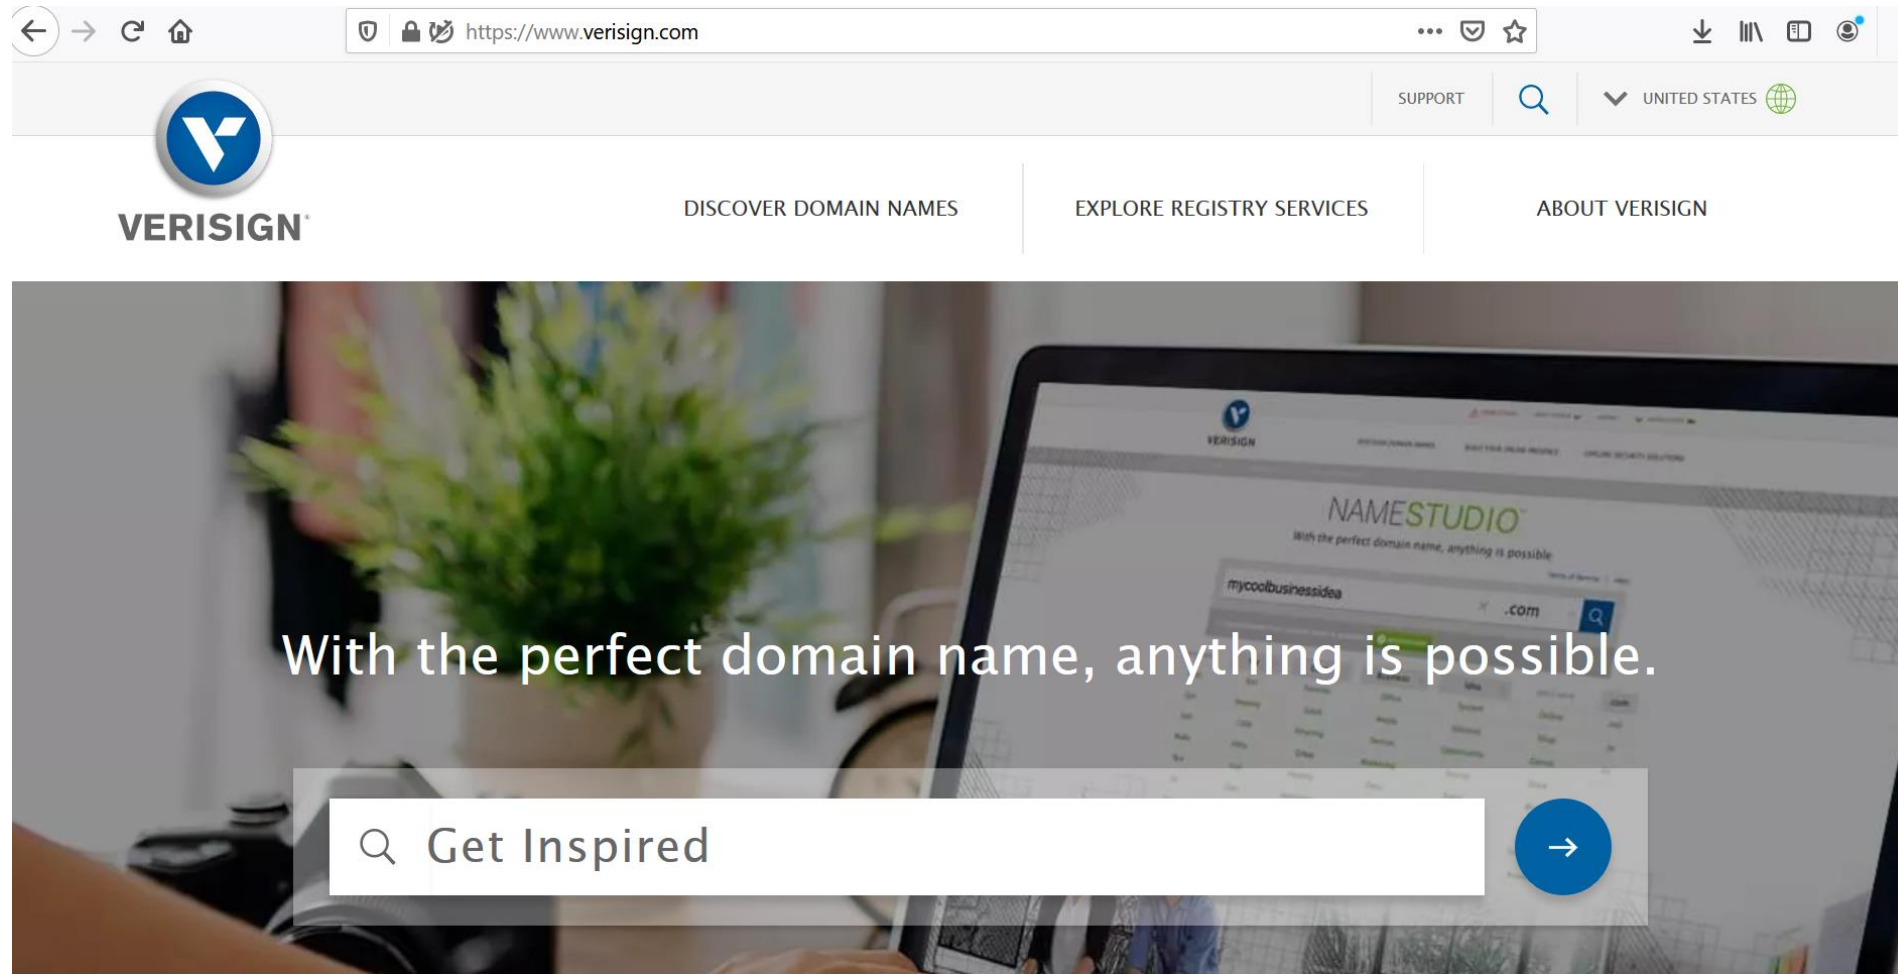 https://www.verisign.com
SUPPORT
UNITED STATES
VERISIGN
DISCOVER DOMAIN NAMES
EXPLORE REGISTRY SERVICES
ABOUT VERISIGN
VERISIGN
NAMESTUDIO
With the perfect domain name, anything is possible
mycoolbusinessidea
.com
With the perfect domain name, anything is possible.
Get Inspired